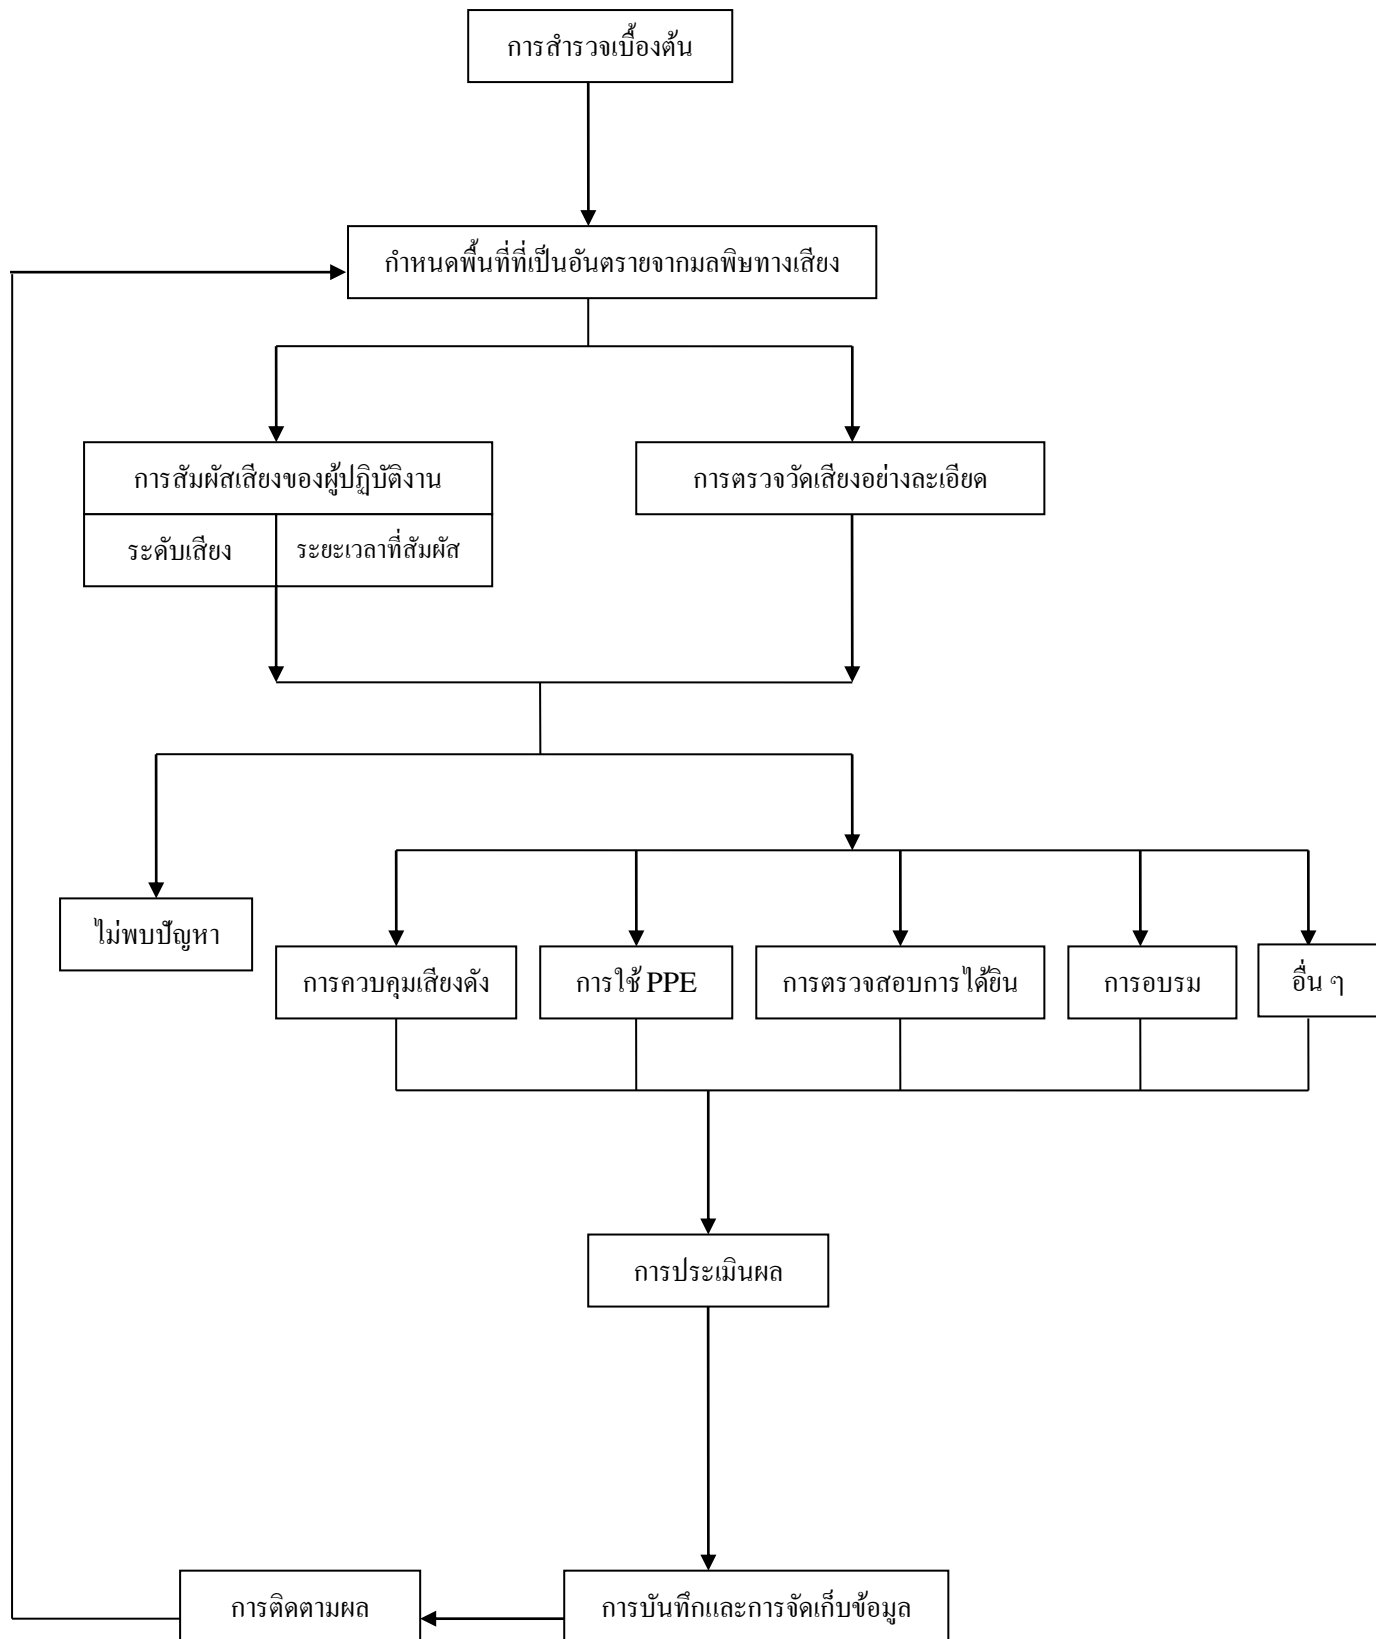 การสำรวจเบื้องต้น
กำหนดพื้นที่ที่เป็นอันตรายจากมลพิษทางเสียง
การสัมผัสเสียงของผู้ปฏิบัติงาน
การตรวจวัดเสียงอย่างละเอียด
ระดับเสียง
ระยะเวลาที่สัมผัส
ไม่พบปัญหา
การควบคุมเสียงดัง
การใช้ PPE
การตรวจสอบการได้ยิน
การอบรม
อื่น ๆ
การประเมินผล
การติดตามผล
การบันทึกและการจัดเก็บข้อมูล